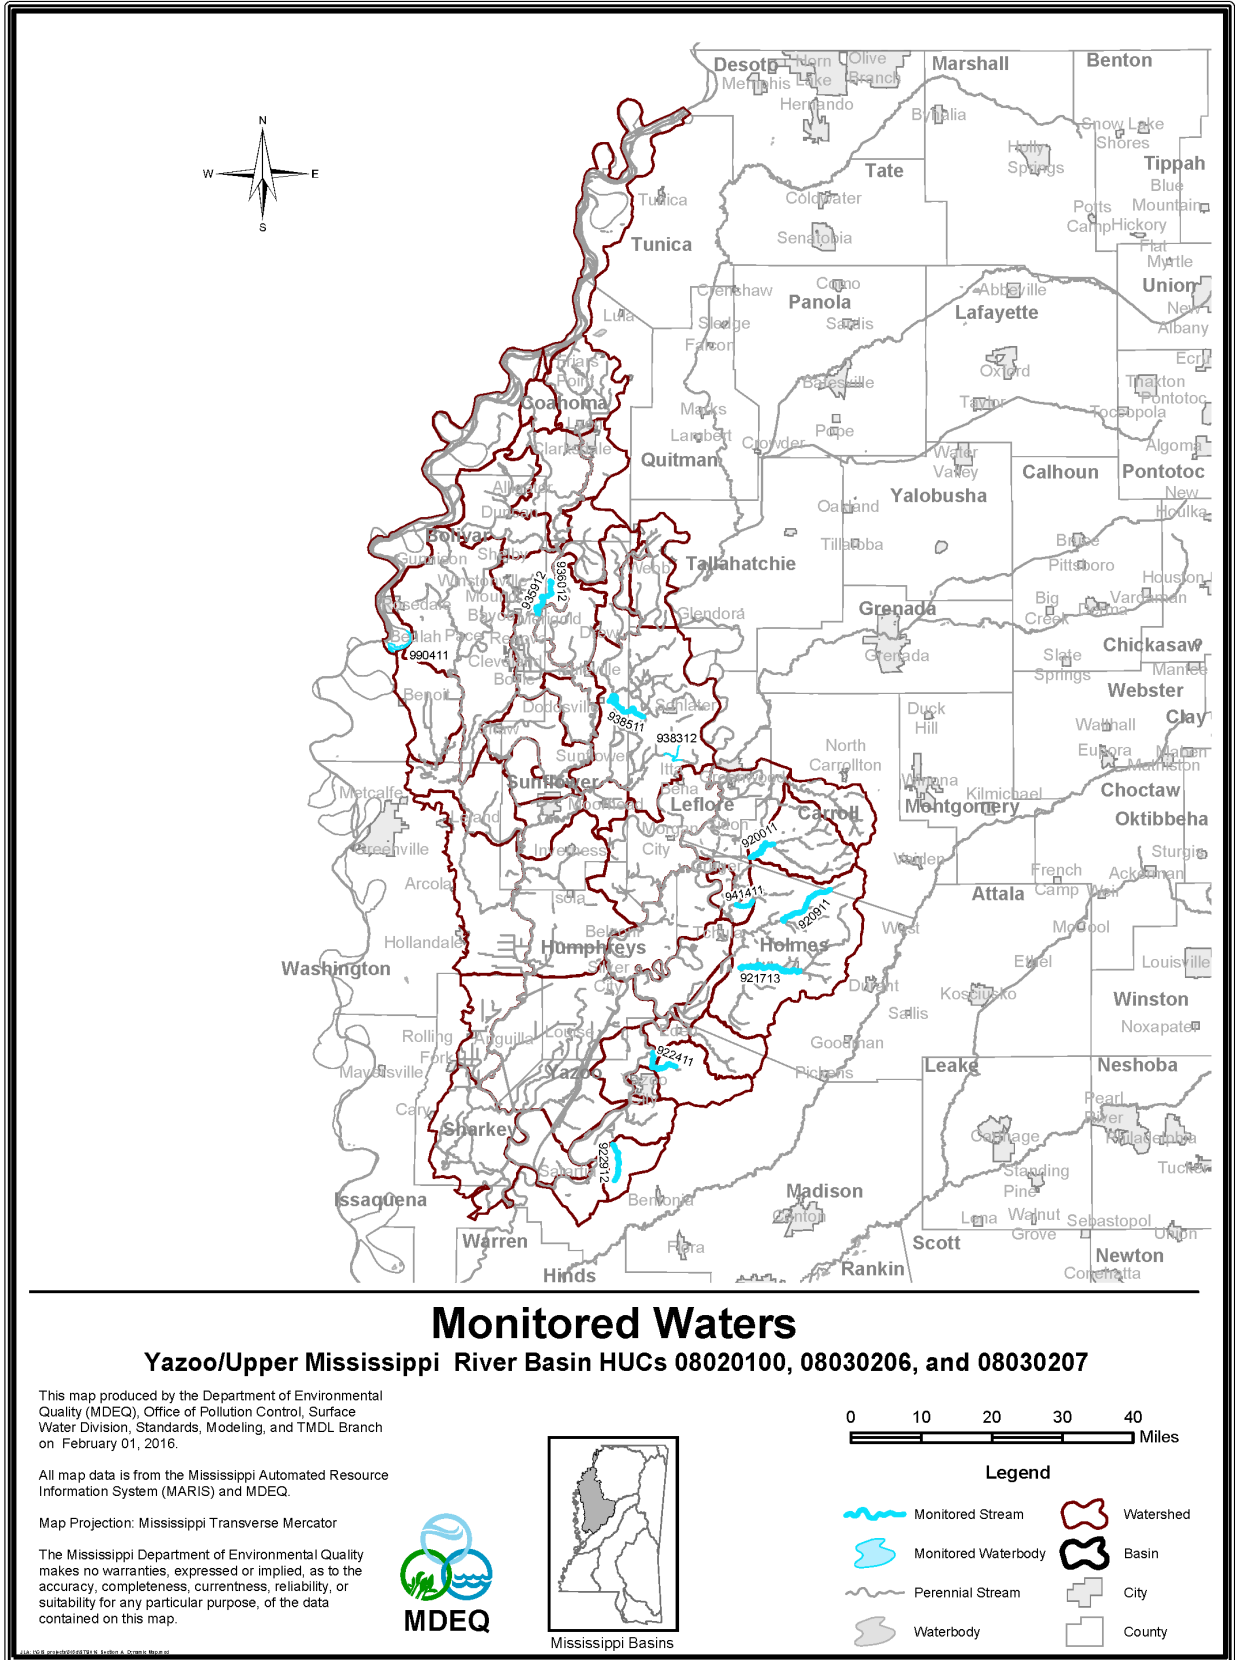 N
W E
S
Desoto
Horn
Lake
Olive
Branch
Memphis
Hernando
Marshall
Benton
Byhalia
Snow Lake
Shores
Holly
Springs
Tippah
Tate
Blue
Mountain
Coldwater
Potts
Camp
Hickory
Flat
Senatobia
Tunica
Tunica
Myrtle
Union
New
Albany
Crenshaw
Como
Panola
Abbeville
Lafayette
Lula
Sledge
Sardis
Falcon
Friars
Point
Ecru
Oxford
Batesville
Thaxton
Pontotoc
Coahoma
Marks
Taylor
Toccopola
Lambert
Pope
Crowder
Clarksdale
Quitman
Water
Valley
Algoma
Calhoun
Pontotoc
Yalobusha
Alligator
New
Houlka
Duncan
Oakland
Bolivar
Tillatoba
Bruce
Gunnison
Shelby
Webb
Tallahatchie
Pittsboro
Houston
Winstonville
Mound
Bayou
935912
936012
Big
Creek
Vardaman
Derma
Rosedale
Merigold
Glendora
Grenada
Beulah
Pace
Renova
Drew
Chickasaw
990411
Grenada
Slate
Springs
Mantee
Cleveland
Boyle
Ruleville
Webster
Benoit
Doddsville
Schlater
938511
Duck
Hill
Walthall
Clay
Shaw
938312
North
Carrollton
Eupora
Maben
Mathiston
Sunflower
Itta
Bena
Greenwood
Sunflower
Winona
Kilmichael
Choctaw
Metcalfe
Moorhead
Leflore
Carroll
Montgomery
Leland
Morgan
City
Sidon
920011
Oktibbeha
Greenville
Inverness
Cruger
Vaiden
Sturgis
French
Camp
Ackerman
Weir
Arcola
Isola
941411
Attala
920911
Hollandale
Belzoni
Tchula
West
McCool
Humphreys
Holmes
Washington
Silver
City
921713
Ethel
Louisville
Durant
Kosciusko
Winston
Sallis
Noxapater
Rolling
Fork
Anguilla
Louise
Eden
Goodman
922411
Mayersville
Yazoo
Yazoo
City
Pickens
Leake
Neshoba
Cary
Pearl
River
Sharkey
Carthage
Philadelphia
922912
Satartia
Standing
Pine
Tucker
Issaquena
Bentonia
Madison
Canton
Lena
Walnut
Grove
Sebastopol
Union
Warren
Flora
Scott
Newton
Hinds
Rankin
Conehatta
Monitored Waters
Yazoo/Upper Mississippi River Basin HUCs 08020100, 08030206, and 08030207
This map produced by the Department of Environmental
Quality (MDEQ), Office of Pollution Control, Surface
Water Division, Standards, Modeling, and TMDL Branch
on February 01, 2016.
All map data is from the Mississippi Automated Resource
Information System (MARIS) and MDEQ.
Map Projection: Mississippi Transverse Mercator
The Mississippi Department of Environmental Quality
makes no warranties, expressed or implied, as to the
accuracy, completeness, currentness, reliability, or
suitability for any particular purpose, of the data
contained on this map.
MDEQ
Mississippi Basins
0 10 20 30 40
Miles
Legend
Monitored Stream
Watershed
Monitored Waterbody
Basin
Perennial Stream
City
Waterbody
County